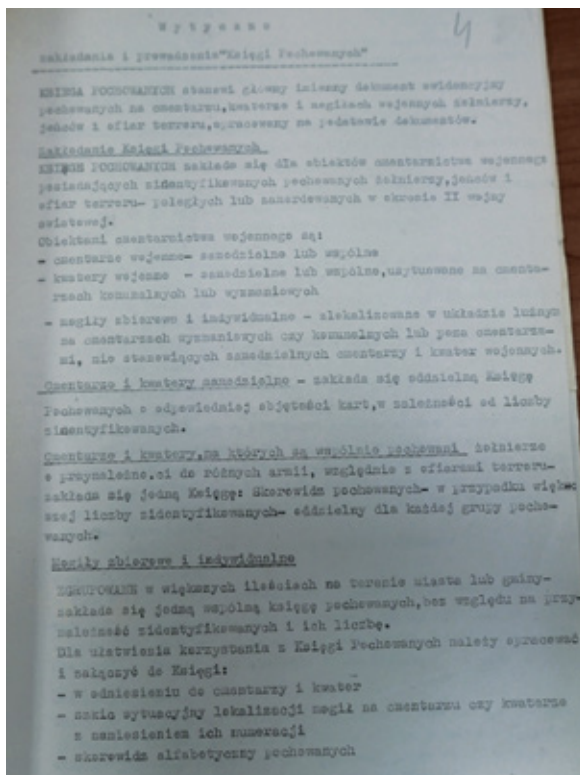 Wytyczne
4
zakładania i prowadzenia "Księgi Pochowanych"
KSIĘGA POCHOWANYCH stanowi główny imienny dokument ewidencyjny
pochowanych na cmentarzu,kwaterze i mogiłach wojennych żołnierzy,
jeńców i ofiar terroru,opracowany na podstawie dokumentów.
Zakładanie Księgi Pochowanych
KSIĘGĘ POCHOWANYCH zakłada się dla obiektów cmentarnictwa wojennego
posiadających zidentyfikowanych pochowanych żołnierzy,jeńców i
ofiar terroru- poległych lub zamordowanych w okresie II wojny
światowej.
Obiektami cmentarnictwa wojennego są:
- cmentarze wojenne- samodzielne lub wspólne
- kwatery wojenne - samodzielne lub wspólne,usytuowane na cmenta-
rzach komunalnych lub wyznaniowych
- mogiły zbiorowe i indywidualne - zlokalizowane w układzie luźnym
na cmentarzach wyznaniowych czy komunalnych lub poza cmentarza-
mi, nie stanowiących samodzielnych cmentarzy i kwater wojennych.
Cmentarze i kwatery samodzielne - zakłada się oddzielną Księgę
Pochowanych o odpowiedniej objętości kart,w zależności od liczby
zidentyfikowanych.
Cmentarze i kwatery,na których są wspólnie pochowani żołnierze
o przynależno.ci do różnych armii, względnie z ofiarami terroru-
zakłada się jedną Księgę: Skorowidz pochowanych- w przypadku więk-
szej liczby zidentyfikowanych- oddzielny dla każdej grupy pocho-
wanych.
Mogiły zbiorowe i indywidualne
ZGRUPOWANE w większych ilościach na terenie miasta lub gminy-
zakłada się jedną wspólną księgę pochowanych,bez względu na przy-
należność zidentyfikowanych i ich liczbę.
Dla ułatwienia korzystania z Księgi Pochowanych należy opracować
i załączyć do Księgi:
- w odniesieniu do cmentarzy i kwater
- szkic sytuacyjny lokalizacji mogił na cmentarzu czy kwaterze
z naniesieniem ich numeracji
- skorowidz alfabetyczny pochowanych